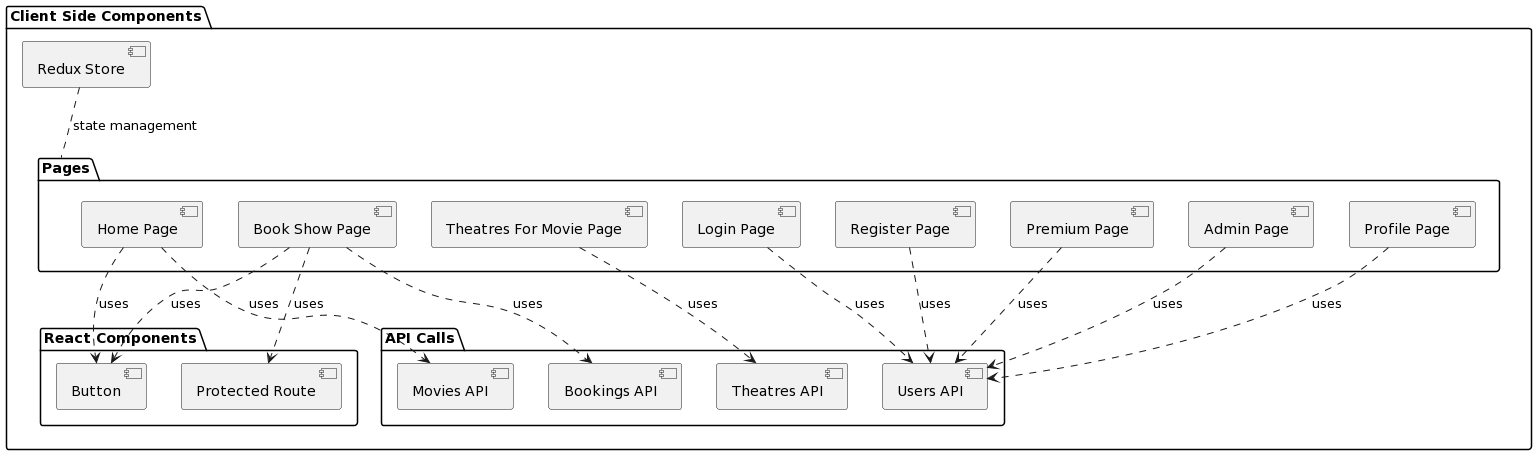 Client Side Components
Redux Store
state management
Pages
Home Page
Book Show Page
Theatres For Movie Page
Login Page
Register Page
Premium Page
Admin Page
Profile Page
uses
uses
uses
uses
uses
uses
uses
uses
uses
uses
uses
React Components
API Calls
Button
Protected Route
Movies API
Bookings API
Theatres API
Users API